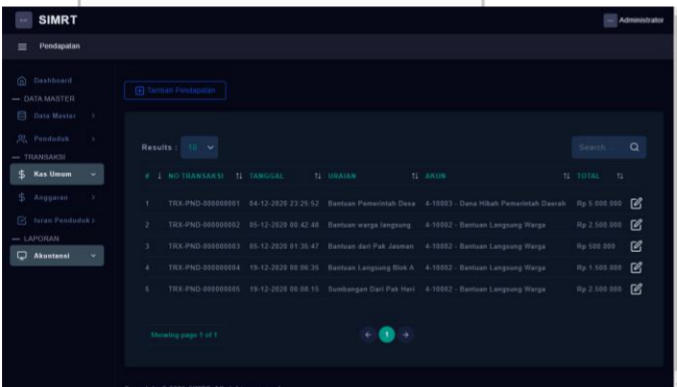 SIMRT
Administrator
Pendapatan
Dashboard
DATA MASTER
Data Master
Penduduk
TRANSAKSI
Kas Umum
Anggaran
Iuran Penduduk
LAPORAN
Akuntansi
Tambah Pendapatan
Results : 10
Search...
# NO TRANSAKSI TANGGAL URAIAN AKUN TOTAL
1 TRX-PND-000000001 04-12-2020 23:25:52 Bantuan Pemerintah Desa 4-10003 - Dana Hibah Pemerintah Daerah Rp 5.000.000
2 TRX-PND-000000002 05-12-2020 00:42:48 Bantuan warga langsung 4-10002 - Bantuan Langsung Warga Rp 2.500.000
3 TRX-PND-000000003 05-12-2020 01:35:47 Bantuan dari Pak Jasman 4-10002 - Bantuan Langsung Warga Rp 500.000
4 TRX-PND-000000004 19-12-2020 00:06:35 Bantuan Langsung Blok A 4-10002 - Bantuan Langsung Warga Rp 1.500.000
5 TRX-PND-000000005 19-12-2020 00:08:15 Sumbangan Dari Pak Heri 4-10002 - Bantuan Langsung Warga Rp 2.500.000
Showing page 1 of 1
1